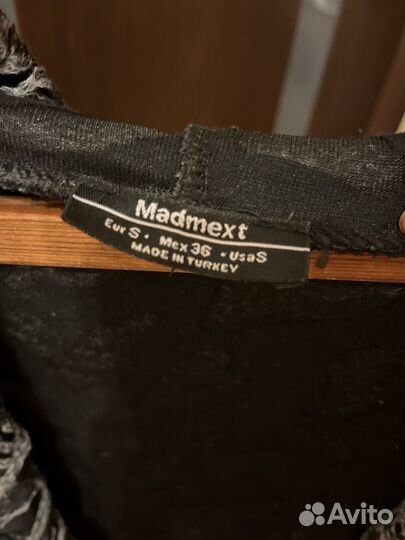 Madmext
Eur S • Mex 36 • Usa S
MADE IN TURKEY
Avito